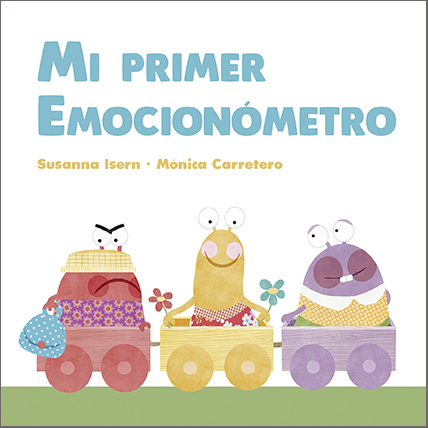 MI PRIMER
EMOCIONÓMETRO
Susanna Isern · Mónica Carretero